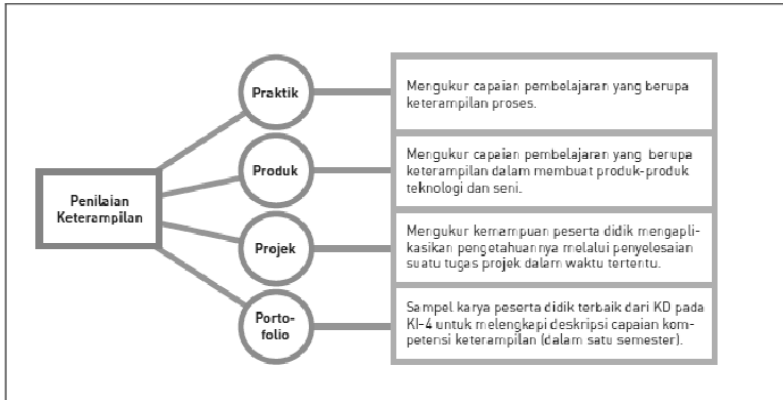 Penilaian
Keterampilan
Praktik
Mengukur capaian pembelajaran yang berupa
keterampilan proses.
Produk
Mengukur capaian pembelajaran yang berupa
keterampilan dalam membuat produk-produk
teknologi dan seni.
Projek
Mengukur kemampuan peserta didik mengapli-
kasikan pengetahuannya melalui penyelesaian
suatu tugas projek dalam waktu tertentu.
Porto-
folio
Sampel karya peserta didik terbaik dari KD pada
KI-4 untuk melengkapi deskripsi capaian kom-
petensi keterampilan (dalam satu semester).